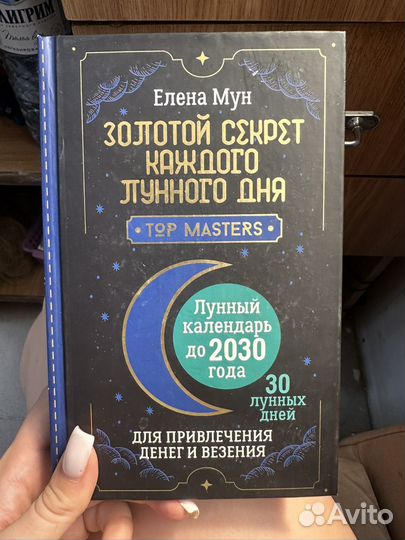 ЛИГРИМ
Елена Мун
ЗОЛОТОЙ СЕКРЕТ
КАЖДОГО
ЛУННОГО ДНЯ
• TOP MASTERS •
Лунный
календарь
до 2030
года
30
лунных
дней
ДЛЯ ПРИВЛЕЧЕНИЯ
ДЕНЕГ И ВЕЗЕНИЯ
Avito